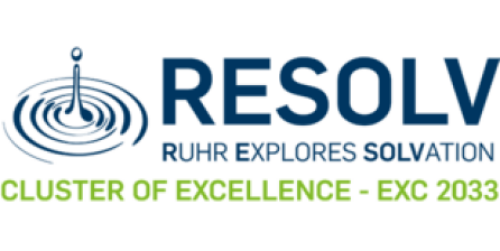 RESOLV
RUHR EXPLORES SOLVATION
CLUSTER OF EXCELLENCE - EXC 2033